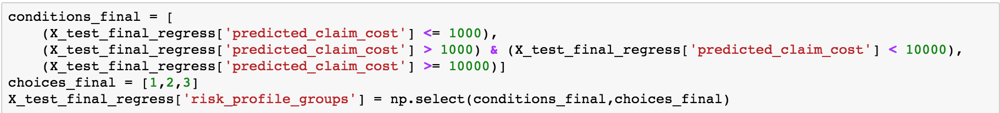 conditions_final = [
    (X_test_final_regress['predicted_claim_cost'] <= 1000),
    (X_test_final_regress['predicted_claim_cost'] > 1000) & (X_test_final_regress['predicted_claim_cost'] < 10000),
    (X_test_final_regress['predicted_claim_cost'] >= 10000)]
choices_final = [1,2,3]
X_test_final_regress['risk_profile_groups'] = np.select(conditions_final,choices_final)